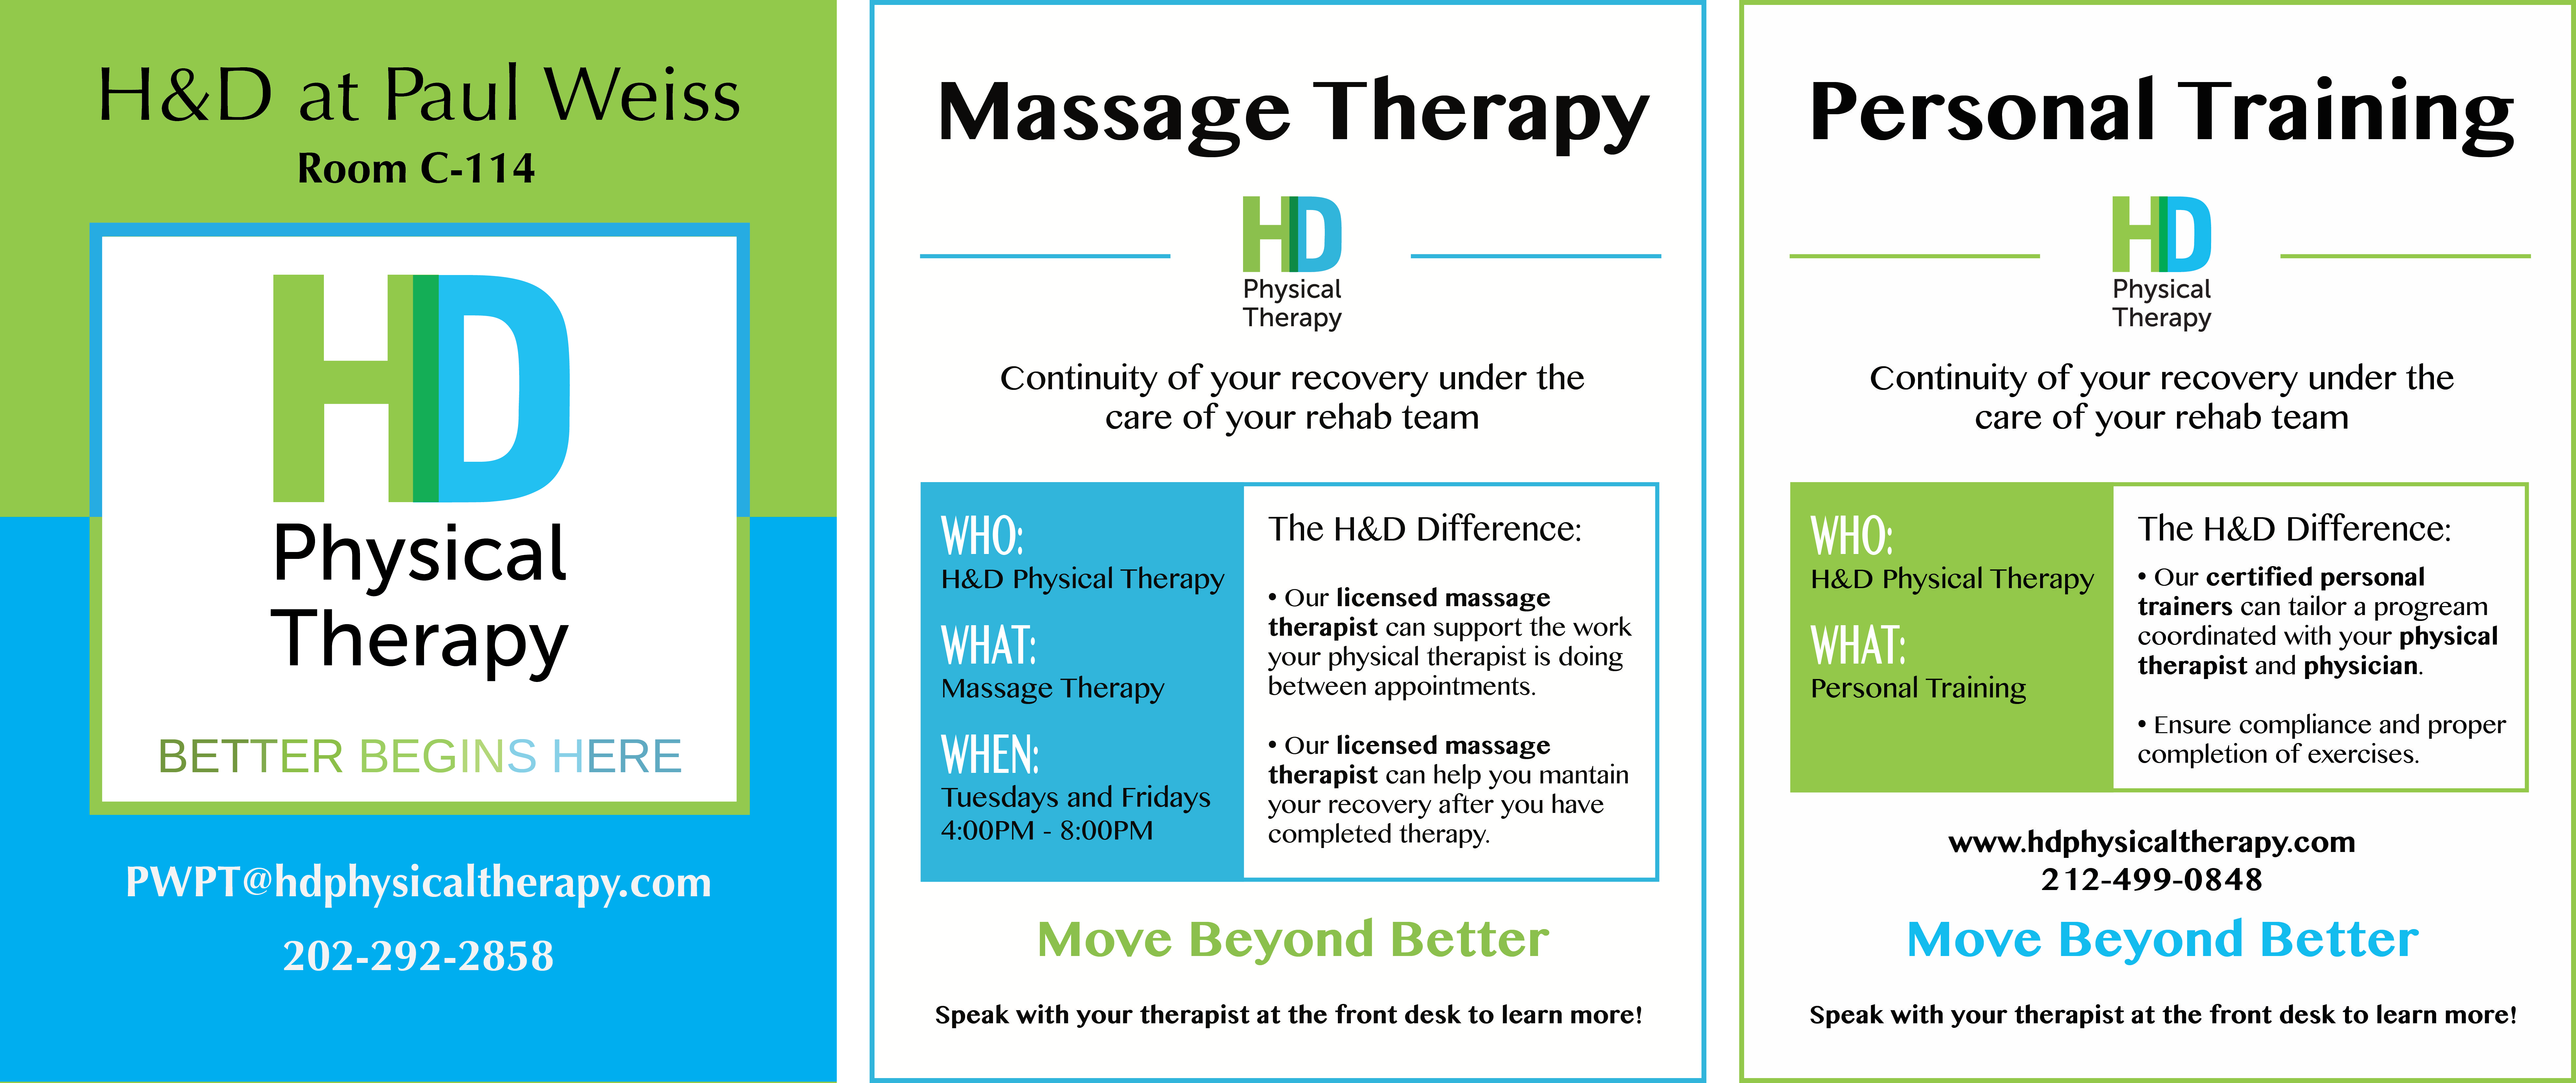 H&D at Paul Weiss
Room C-114
HD
Physical
Therapy
BETTER BEGINS HERE
PWPT@hdphysicaltherapy.com
202-292-2858
Massage Therapy
HD
Physical
Therapy
Continuity of your recovery under the
care of your rehab team
WHO:
H&D Physical Therapy
WHAT:
Massage Therapy
WHEN:
Tuesdays and Fridays
4:00PM - 8:00PM
The H&D Difference:
• Our licensed massage
therapist can support the work
your physical therapist is doing
between appointments.
• Our licensed massage
therapist can help you mantain
your recovery after you have
completed therapy.
Move Beyond Better
Speak with your therapist at the front desk to learn more!
Personal Training
HD
Physical
Therapy
Continuity of your recovery under the
care of your rehab team
WHO:
H&D Physical Therapy
WHAT:
Personal Training
The H&D Difference:
• Our certified personal
trainers can tailor a progream
coordinated with your physical
therapist and physician.
• Ensure compliance and proper
completion of exercises.
www.hdphysicaltherapy.com
212-499-0848
Move Beyond Better
Speak with your therapist at the front desk to learn more!